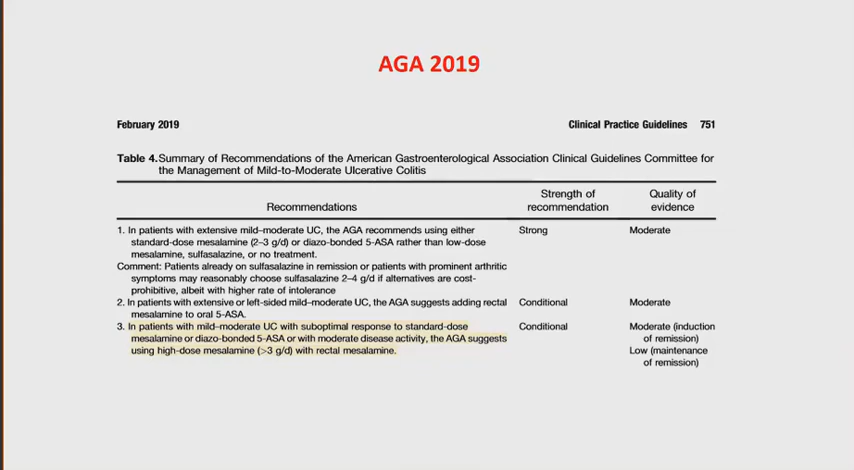 AGA 2019
February 2019 Clinical Practice Guidelines 751
Table 4. Summary of Recommendations of the American Gastroenterological Association Clinical Guidelines Committee for
the Management of Mild-to-Moderate Ulcerative Colitis
Recommendations
Strength of
recommendation
Quality of
evidence
1. In patients with extensive mild–moderate UC, the AGA recommends using either
standard-dose mesalamine (2–3 g/d) or diazo-bonded 5-ASA rather than low-dose
mesalamine, sulfasalazine, or no treatment.
Strong
Moderate
Comment: Patients already on sulfasalazine in remission or patients with prominent arthritic
symptoms may reasonably choose sulfasalazine 2–4 g/d if alternatives are cost-
prohibitive, albeit with higher rate of intolerance
2. In patients with extensive or left-sided mild–moderate UC, the AGA suggests adding rectal
mesalamine to oral 5-ASA.
Conditional
Moderate
3. In patients with mild–moderate UC with suboptimal response to standard-dose
mesalamine or diazo-bonded 5-ASA or with moderate disease activity, the AGA suggests
using high-dose mesalamine (>3 g/d) with rectal mesalamine.
Conditional
Moderate (induction
of remission)
Low (maintenance
of remission)